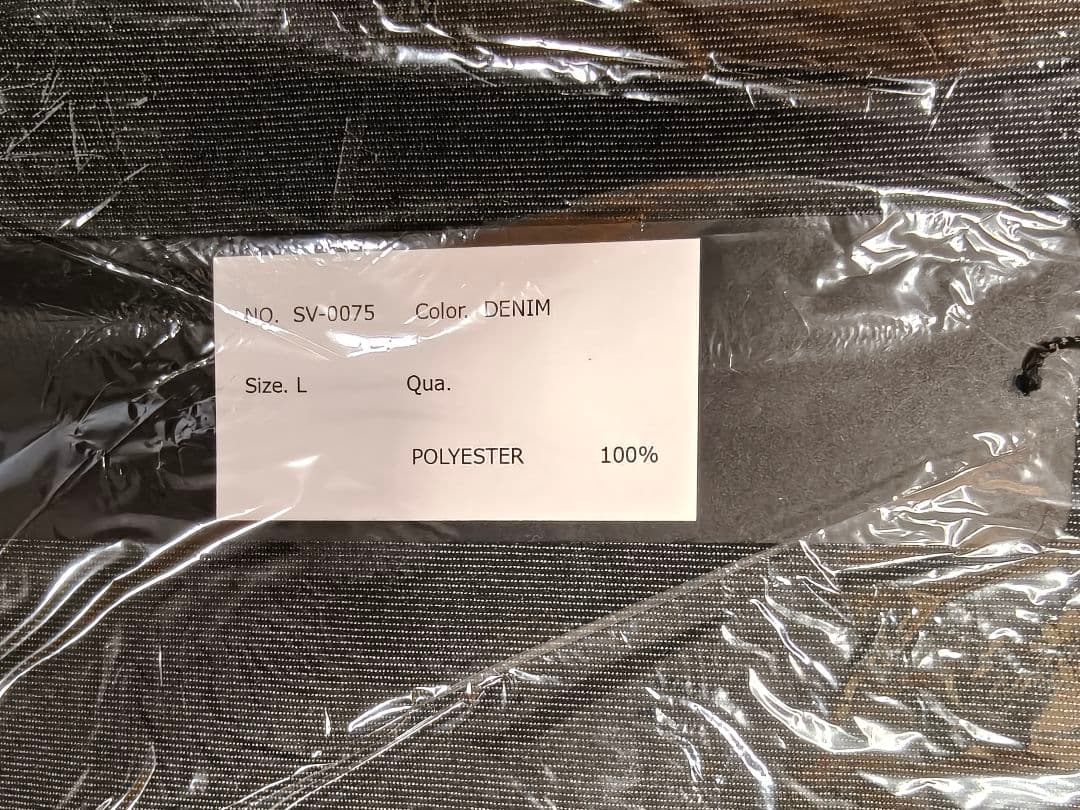 NO. SV-0075 Color. DENIM
Size. L Qua.
POLYESTER 100%